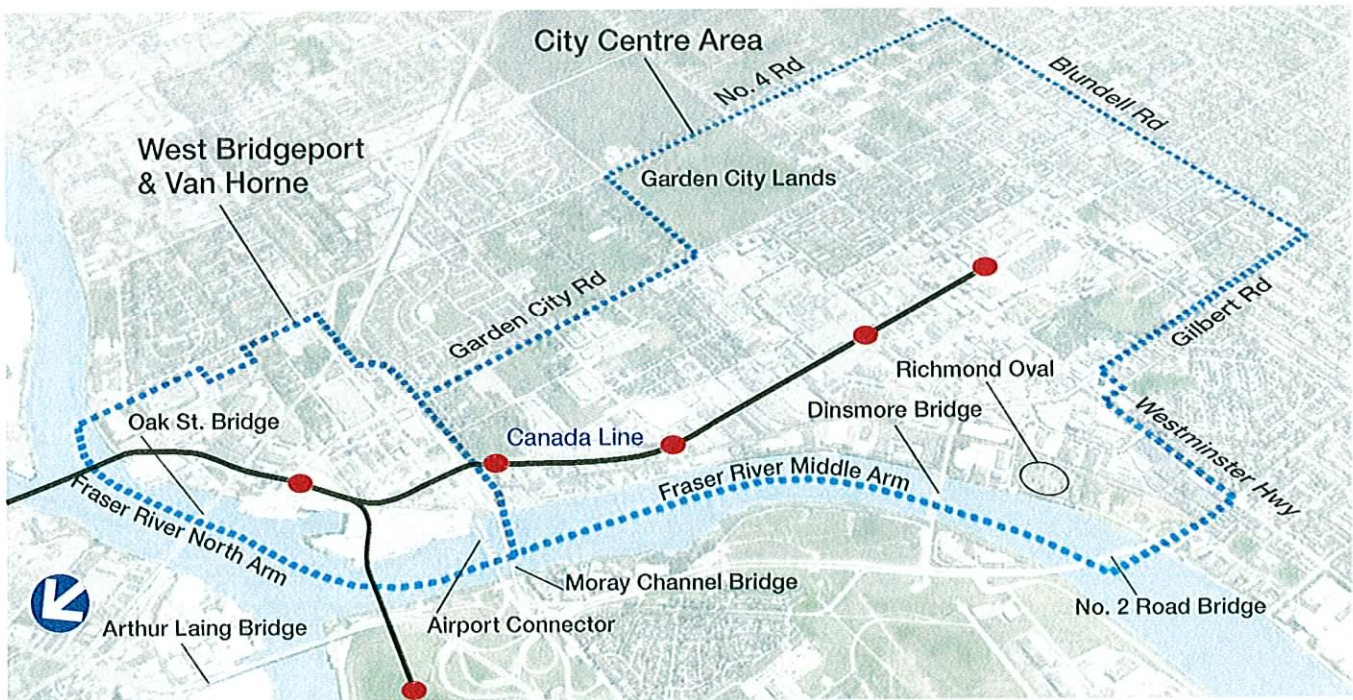 City Centre Area
No. 4 Rd
Blundell Rd
West Bridgeport
& Van Horne
Garden City Lands
Garden City Rd
Gilbert Rd
Richmond Oval
Dinsmore Bridge
Oak St. Bridge
Canada Line
Westminster Hwy
Fraser River Middle Arm
Fraser River North Arm
Moray Channel Bridge
No. 2 Road Bridge
Airport Connector
Arthur Laing Bridge